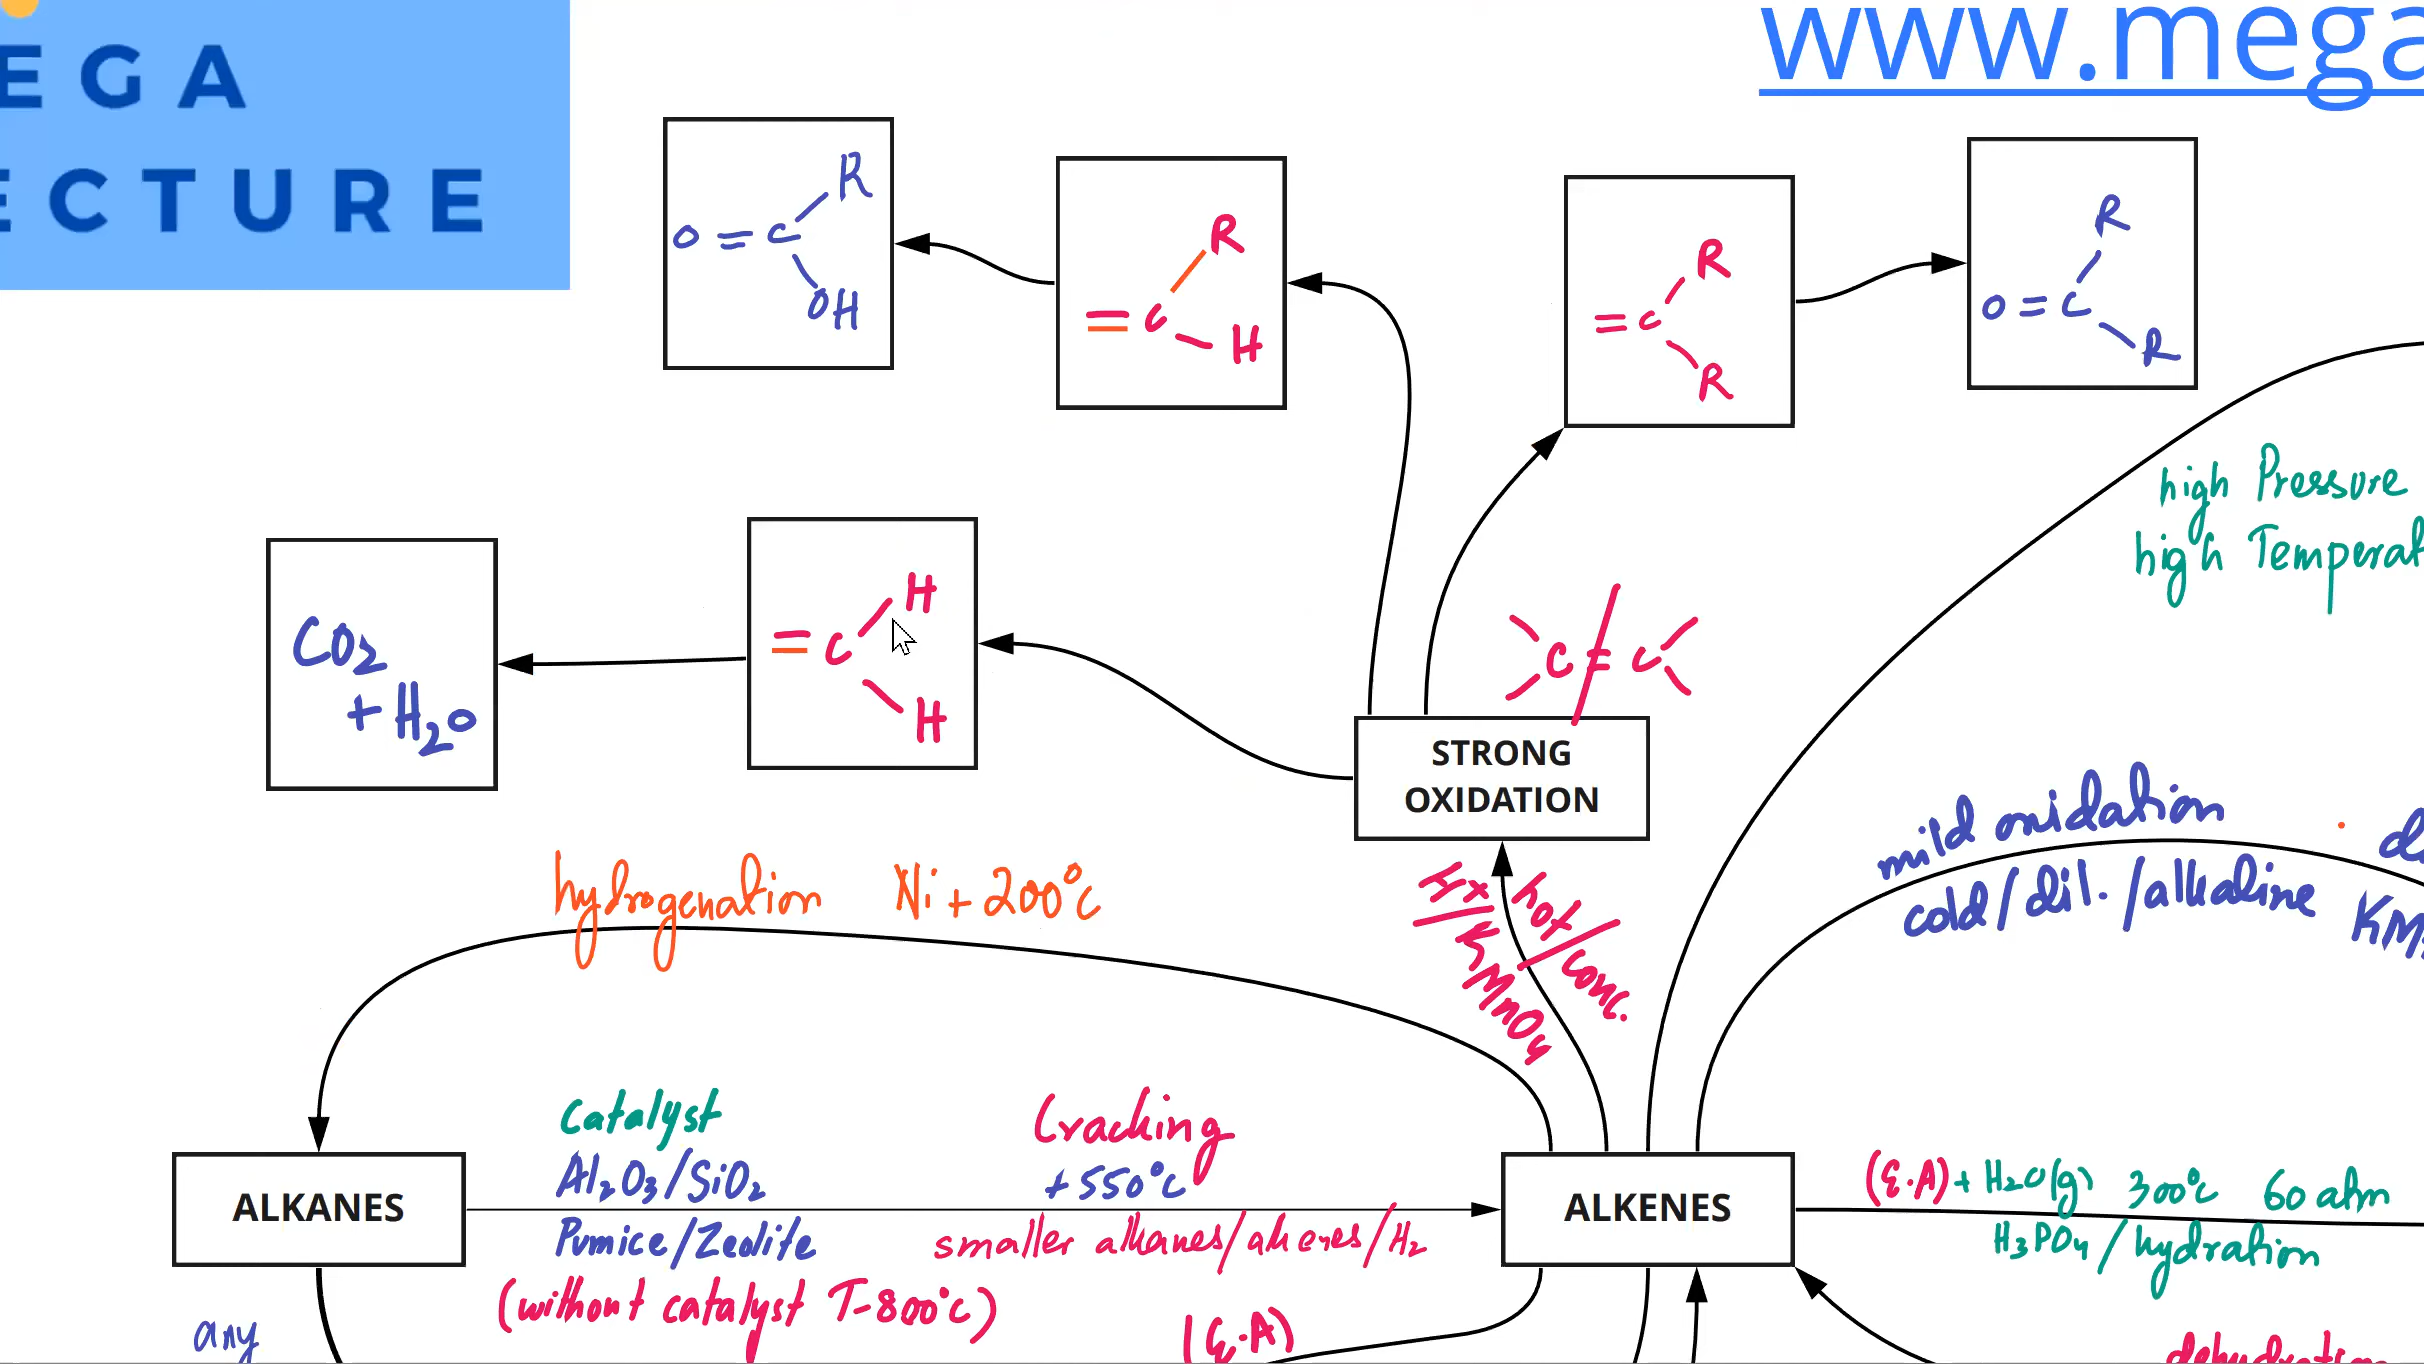 EGA
ECTURE
www.mega
R
O = C
OH
R
= C
H
R
= C
R
R
O = C
R
high Pressure
high Temperat
CO2
+ H2O
H
= C
H
C = C
STRONG
OXIDATION
mild oxidation
cold/dil./alkaline KM
hydrogenation Ni + 200°C
H+/KMnO4
hot/conc.
Catalyst
Al2O3/SiO2
Pumice/Zeolite
(without catalyst T-800°C)
Cracking
+550°C
smaller alkanes/alkenes/H2
ALKANES
ALKENES
(E.A) + H2O(g) 300°C 60 atm
H3PO4/hydration
any
(E.A)